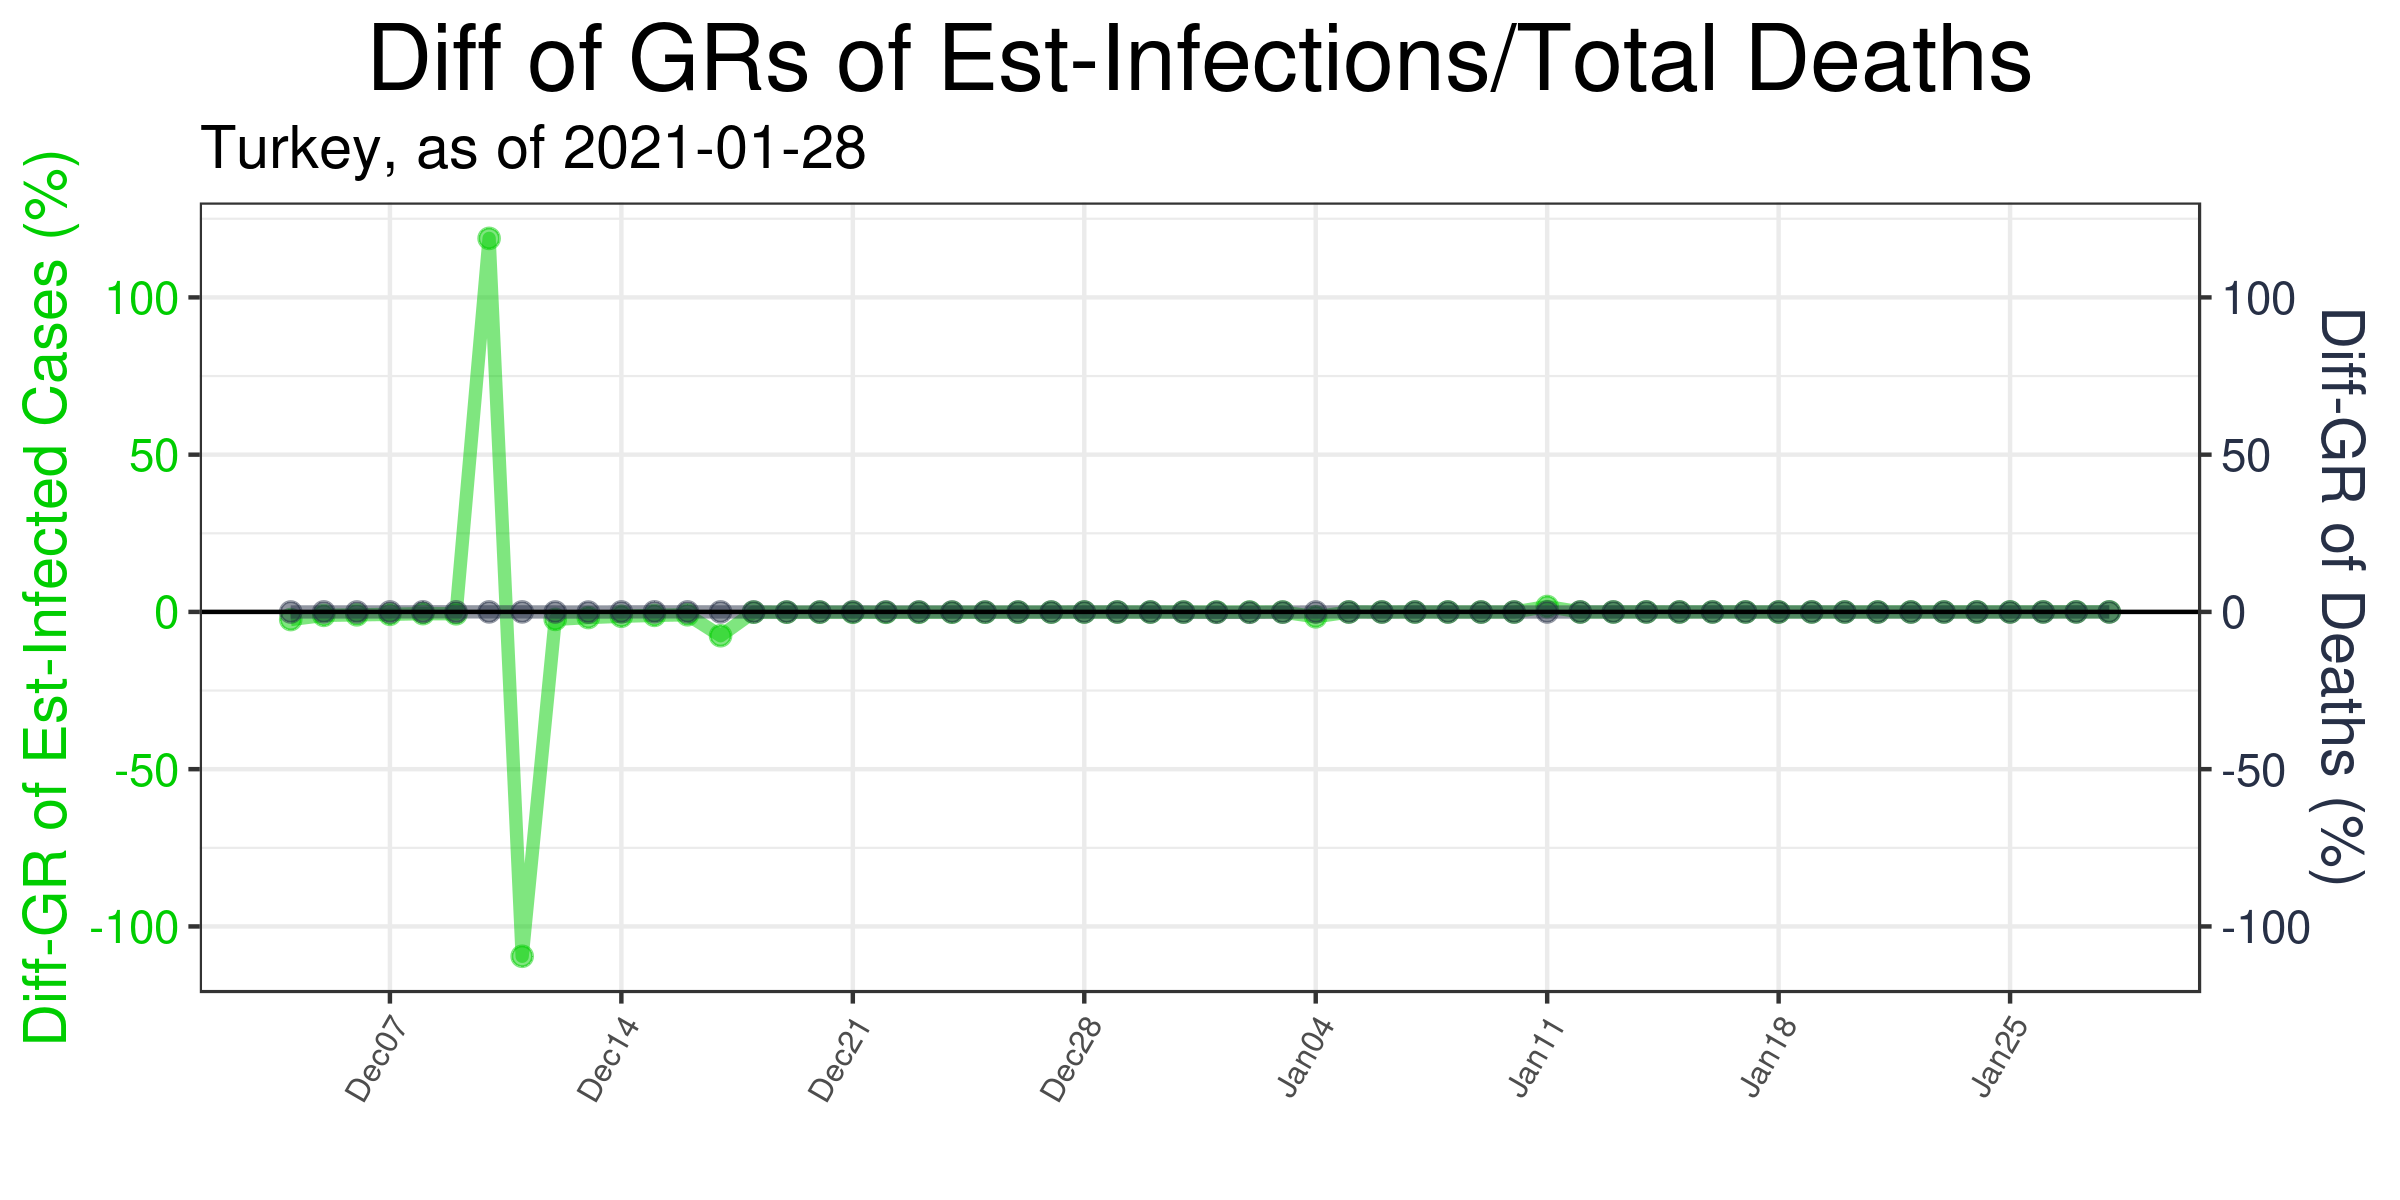 Diff of GRs of Est-Infections/Total Deaths
Turkey, as of 2021-01-28
Diff-GR of Est-Infected Cases (%)
100
50
0
-50
-100
100
50
0
-50
-100
Diff-GR of Deaths (%)
Dec07
Dec14
Dec21
Dec28
Jan04
Jan11
Jan18
Jan25